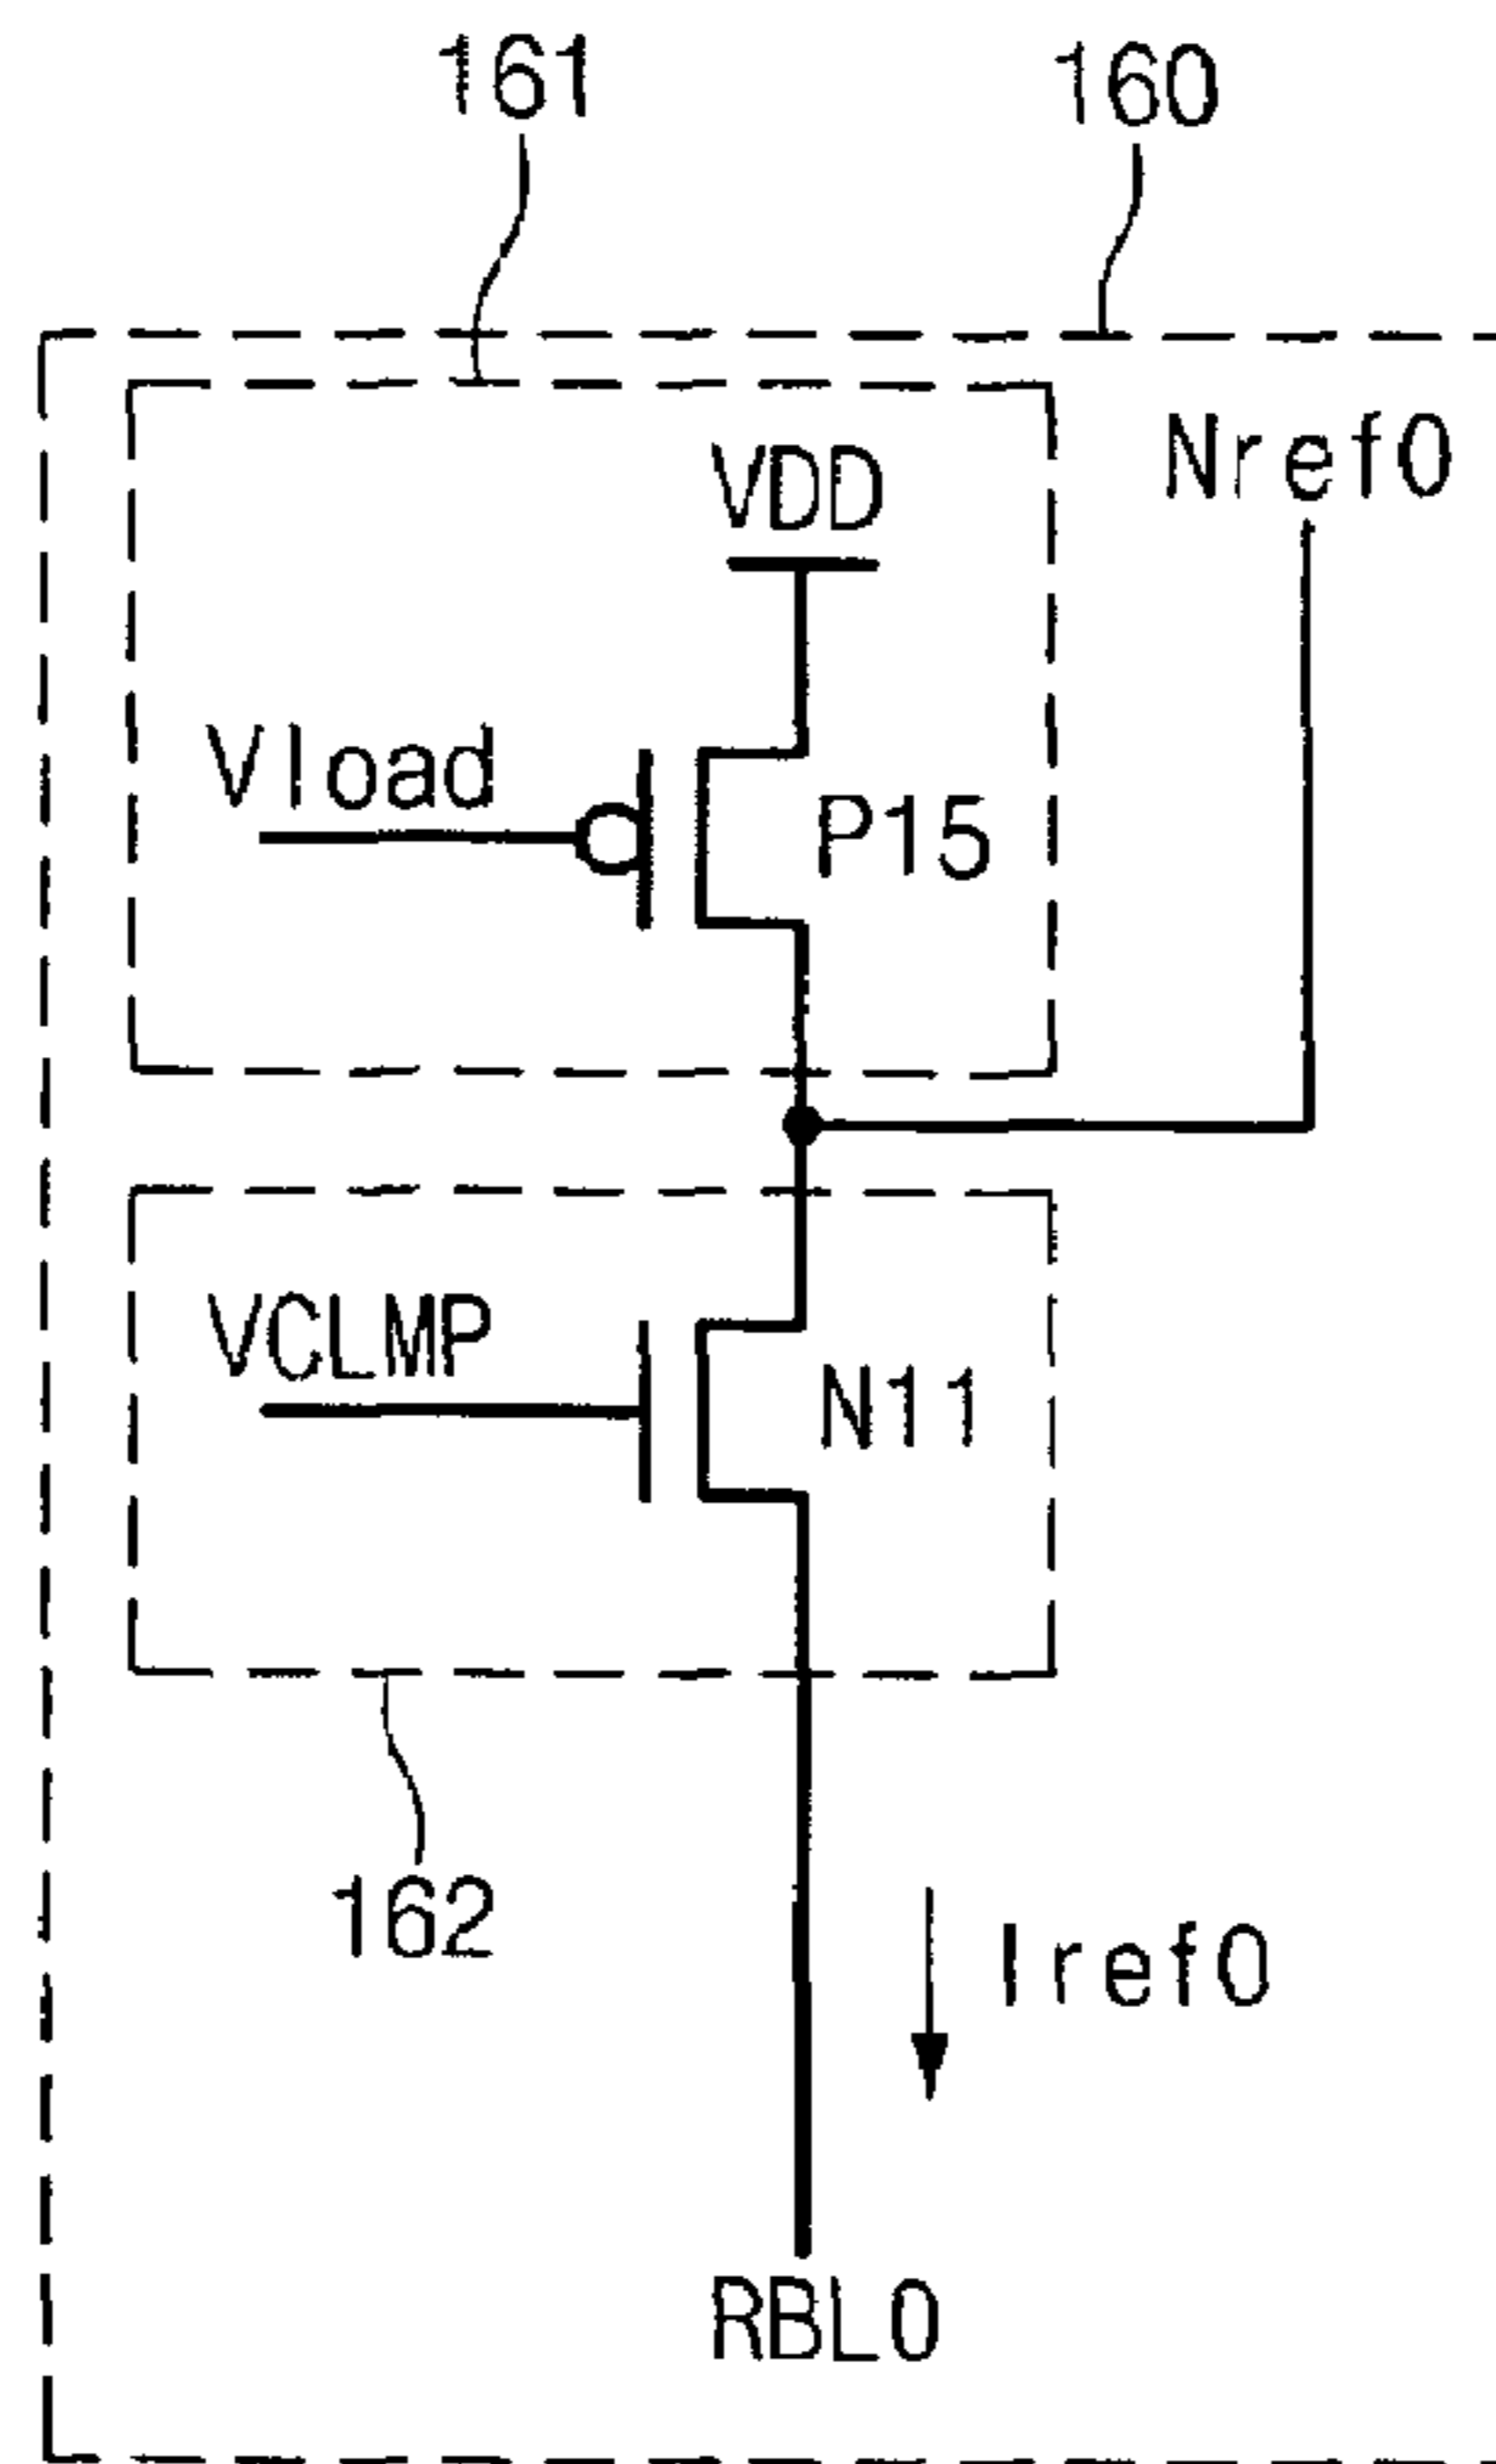 161
160
Nref0
VDD
Vload
P15
VCLMP
N11
162
Iref0
RBL0